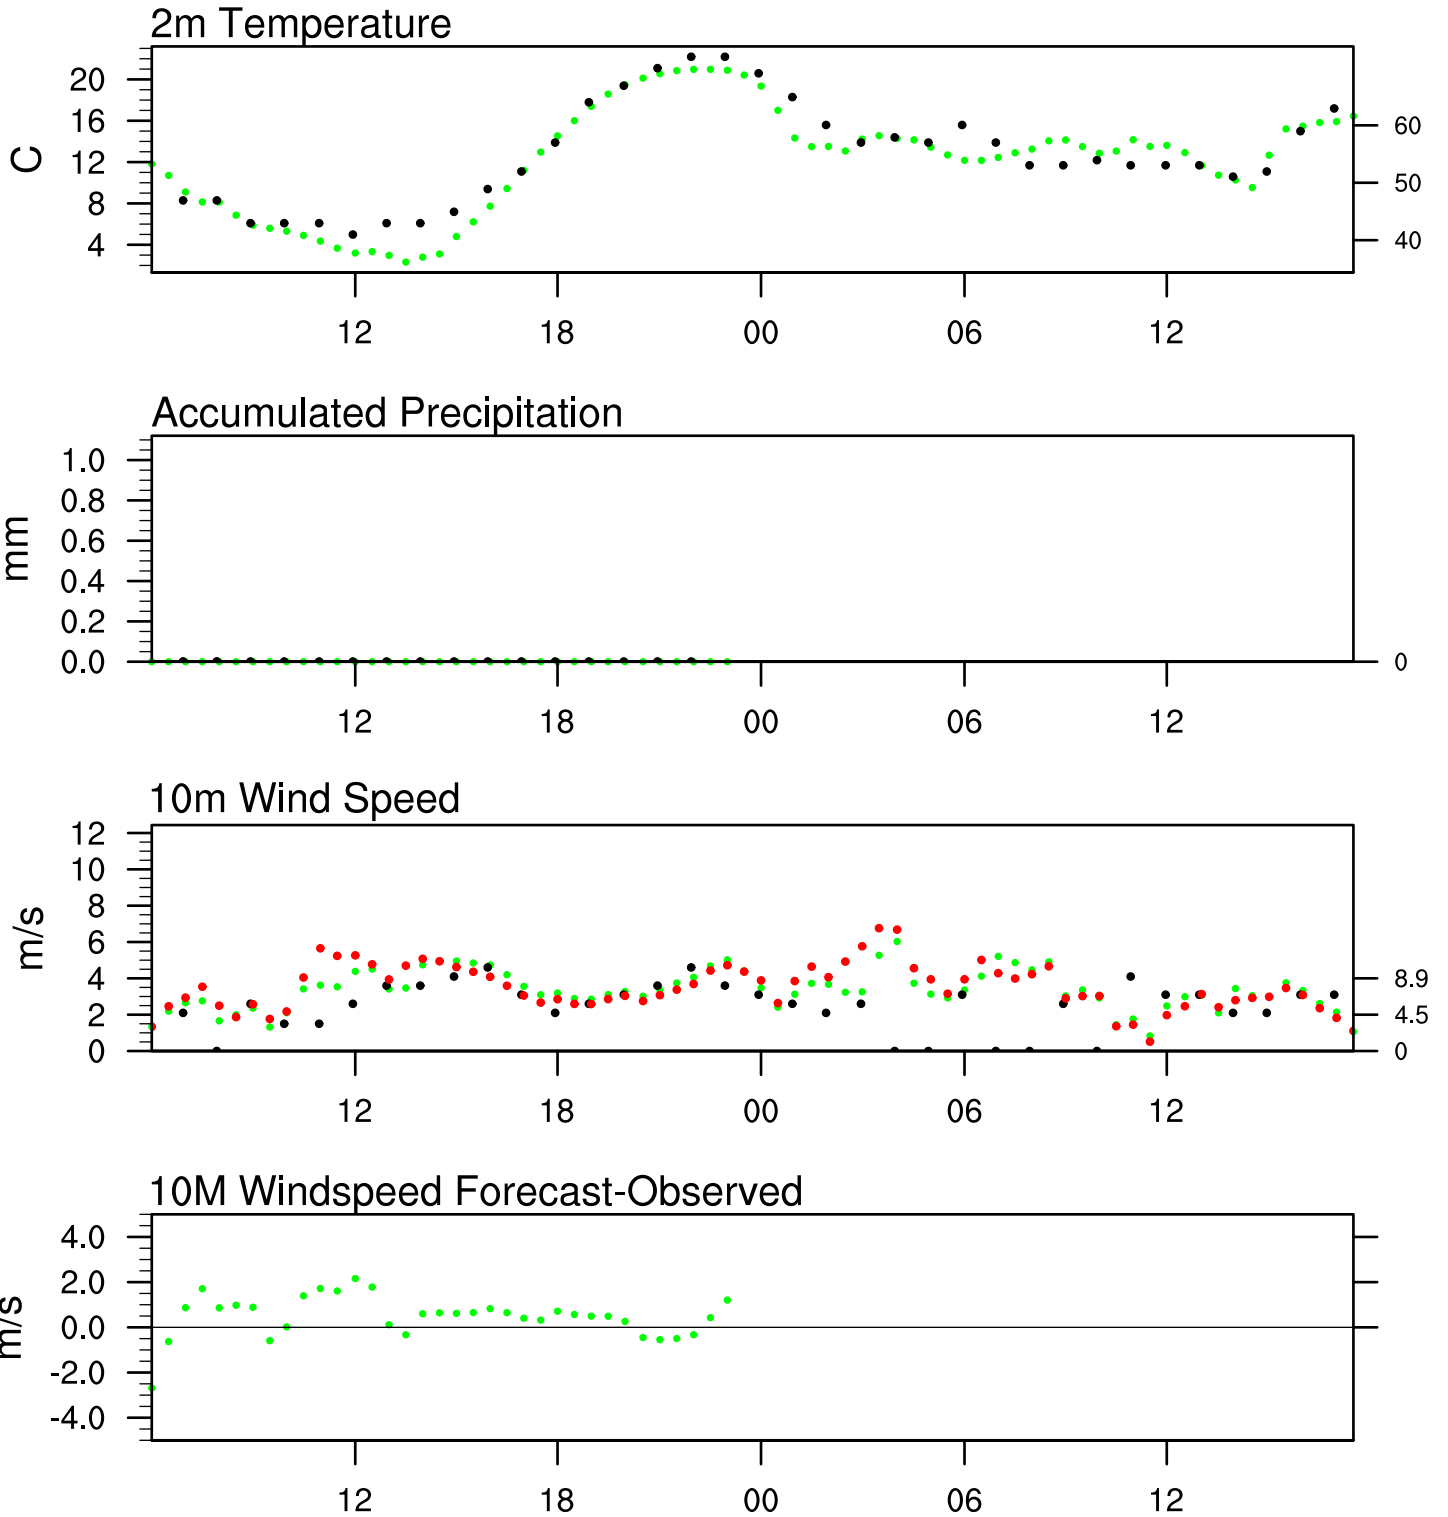 2m Temperature
C
20
16
12
8
4
60
50
40
12 18 00 06 12
Accumulated Precipitation
mm
1.0
0.8
0.6
0.4
0.2
0.0
0
12 18 00 06 12
10m Wind Speed
m/s
12
10
8
6
4
2
0
8.9
4.5
0
12 18 00 06 12
10M Windspeed Forecast-Observed
m/s
4.0
2.0
0.0
-2.0
-4.0
12 18 00 06 12